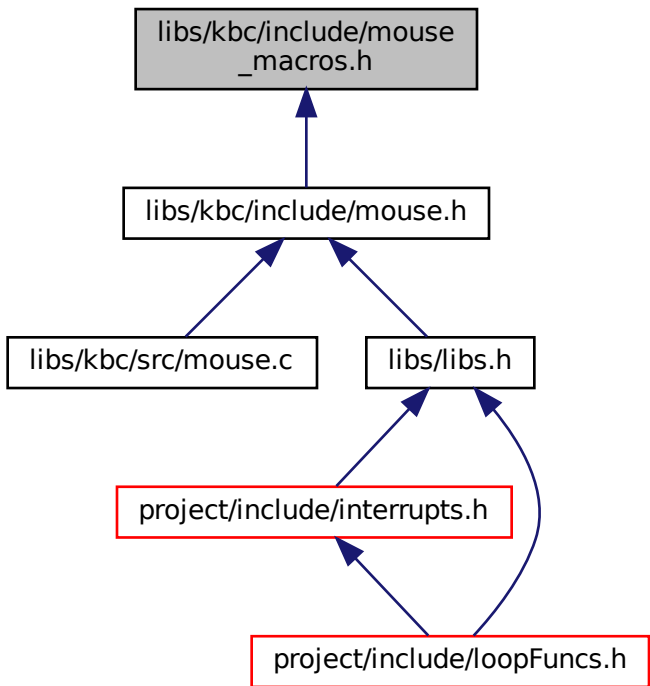 libs/kbc/include/mouse
_macros.h
libs/kbc/include/mouse.h
libs/kbc/src/mouse.c
libs/libs.h
project/include/interrupts.h
project/include/loopFuncs.h